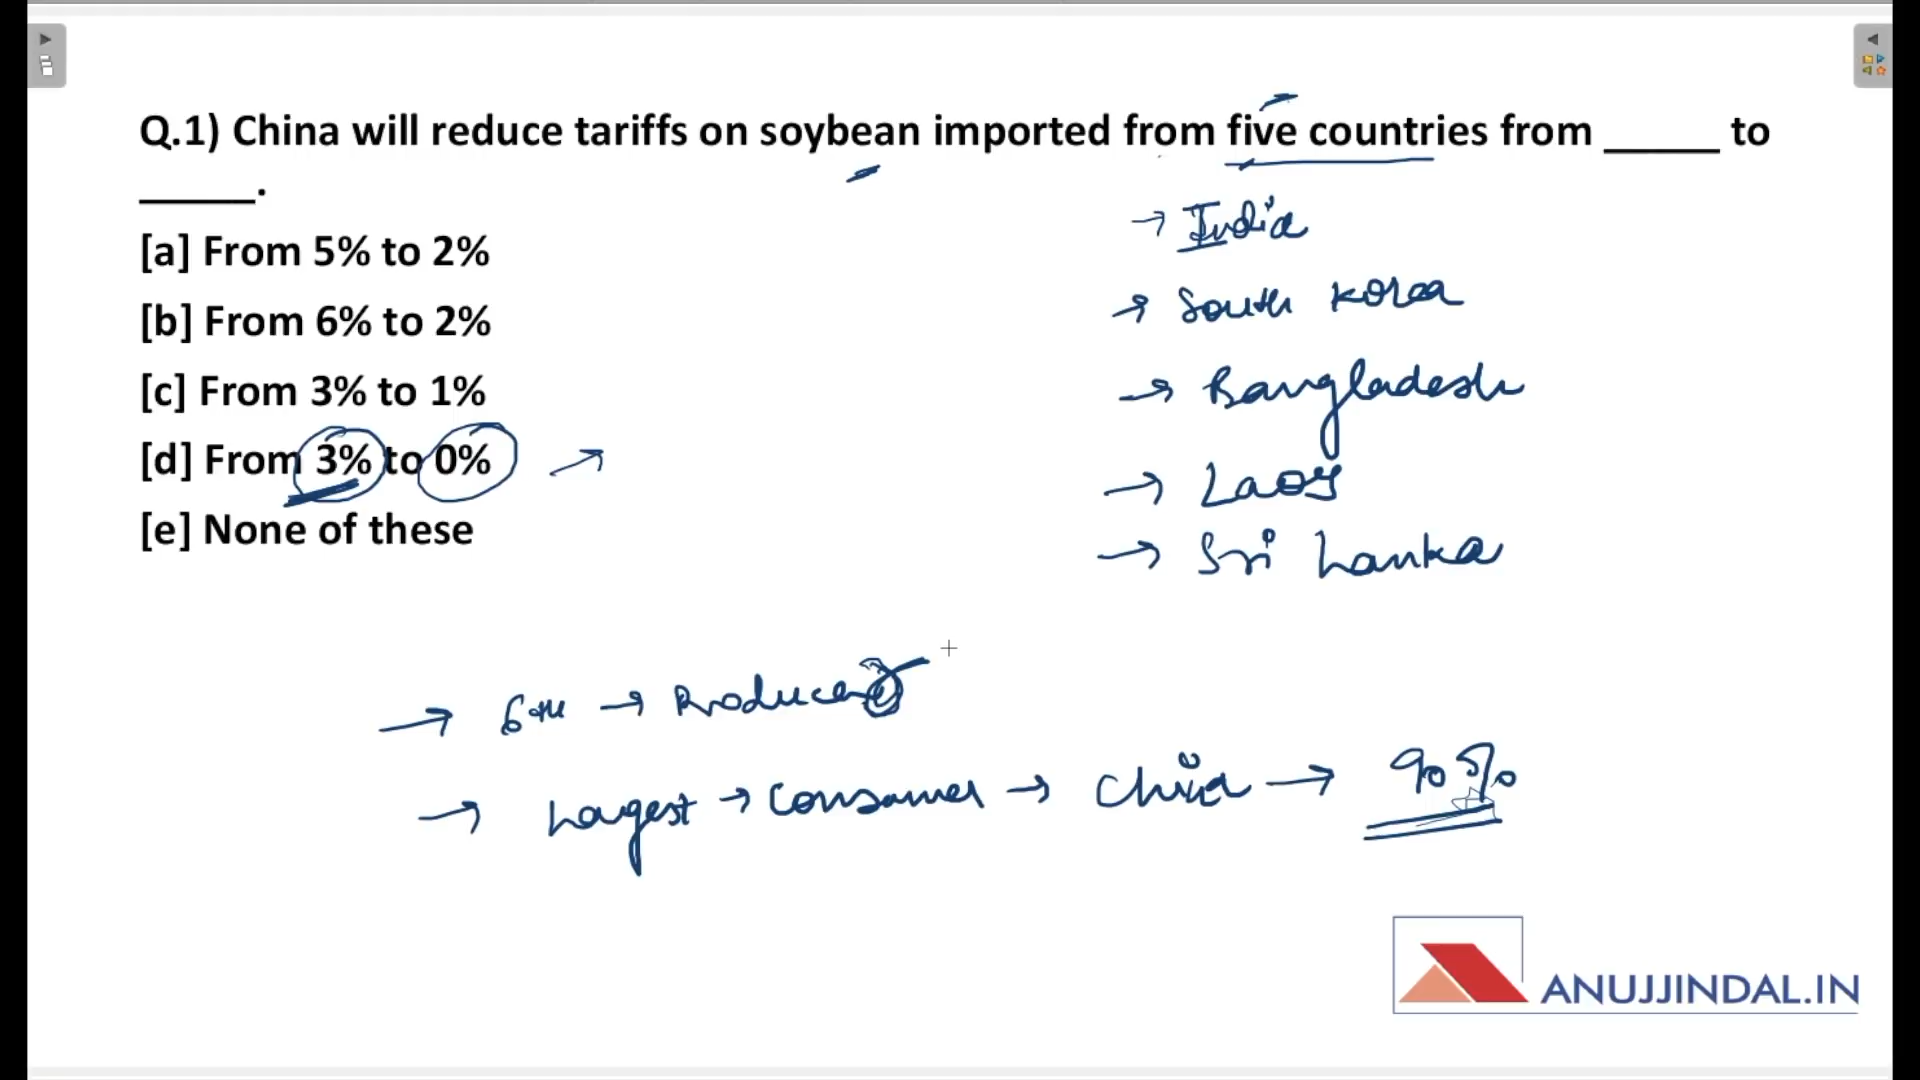 Q.1) China will reduce tariffs on soybean imported from five countries from _____ to
_____.
[a] From 5% to 2%
[b] From 6% to 2%
[c] From 3% to 1%
[d] From 3% to 0%
[e] None of these
→ India
→ South Korea
→ Bangladesh
→ Laos
→ Sri Lanka
→ 6th → Producer
→ Largest → Consumer → China → 90%
ANUJJINDAL.IN